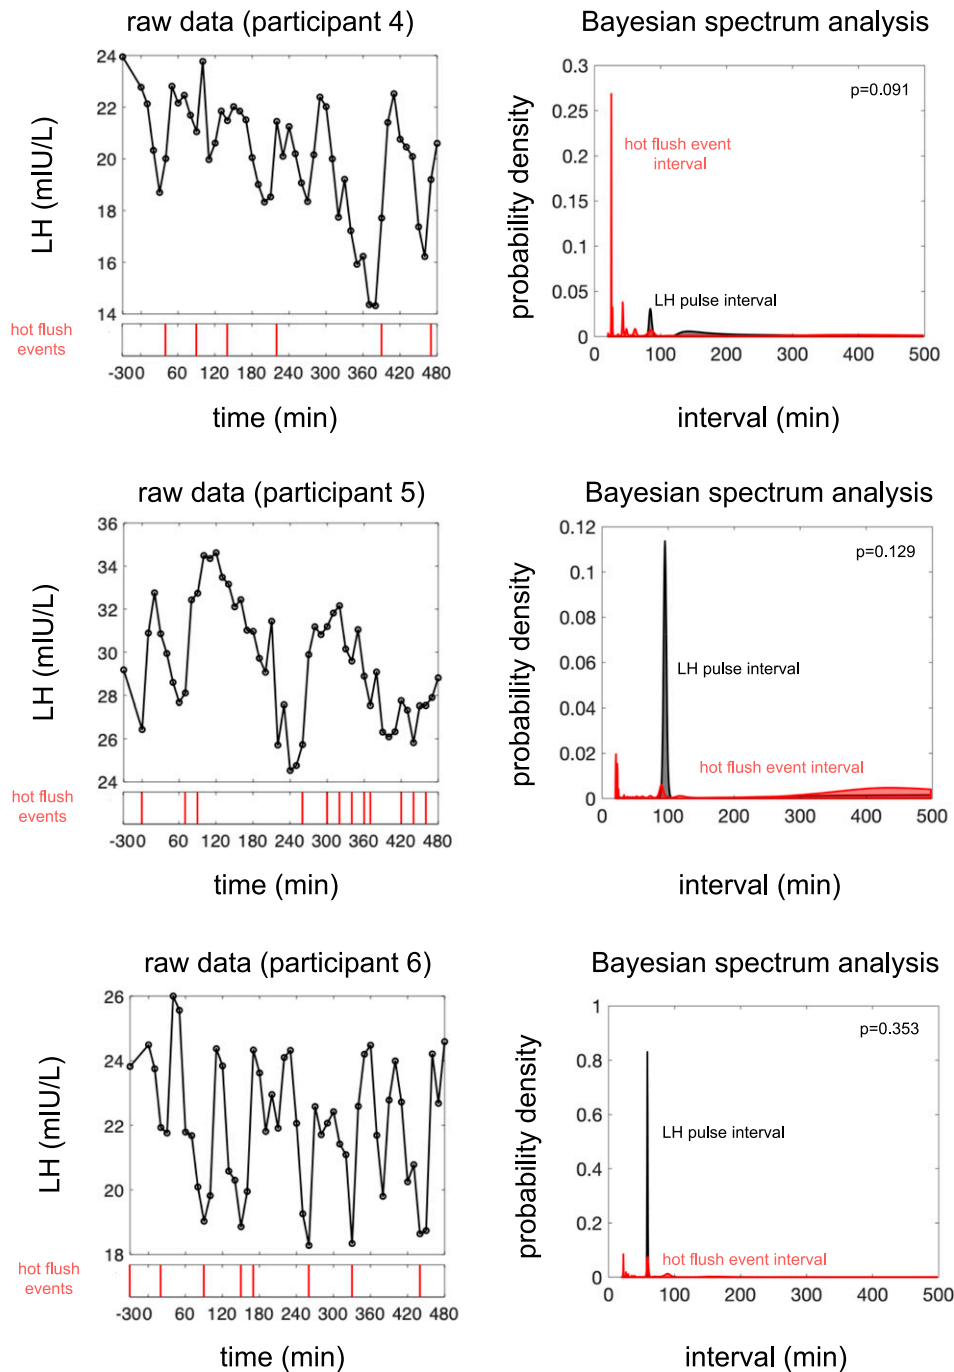 raw data (participant 4)
Bayesian spectrum analysis
LH (mIU/L)
24
22
20
18
16
14
hot flush
events
-300 60 120 180 240 300 360 420 480
time (min)
probability density
0.3
0.25
0.2
0.15
0.1
0.05
0
p=0.091
hot flush event
interval
LH pulse interval
0 100 200 300 400 500
interval (min)
raw data (participant 5)
Bayesian spectrum analysis
LH (mIU/L)
36
34
32
30
28
26
24
hot flush
events
-300 60 120 180 240 300 360 420 480
time (min)
probability density
0.12
0.1
0.08
0.06
0.04
0.02
0
p=0.129
LH pulse interval
hot flush event interval
0 100 200 300 400 500
interval (min)
raw data (participant 6)
Bayesian spectrum analysis
LH (mIU/L)
26
24
22
20
18
hot flush
events
-300 60 120 180 240 300 360 420 480
time (min)
probability density
1
0.8
0.6
0.4
0.2
0
p=0.353
LH pulse interval
hot flush event interval
0 100 200 300 400 500
interval (min)